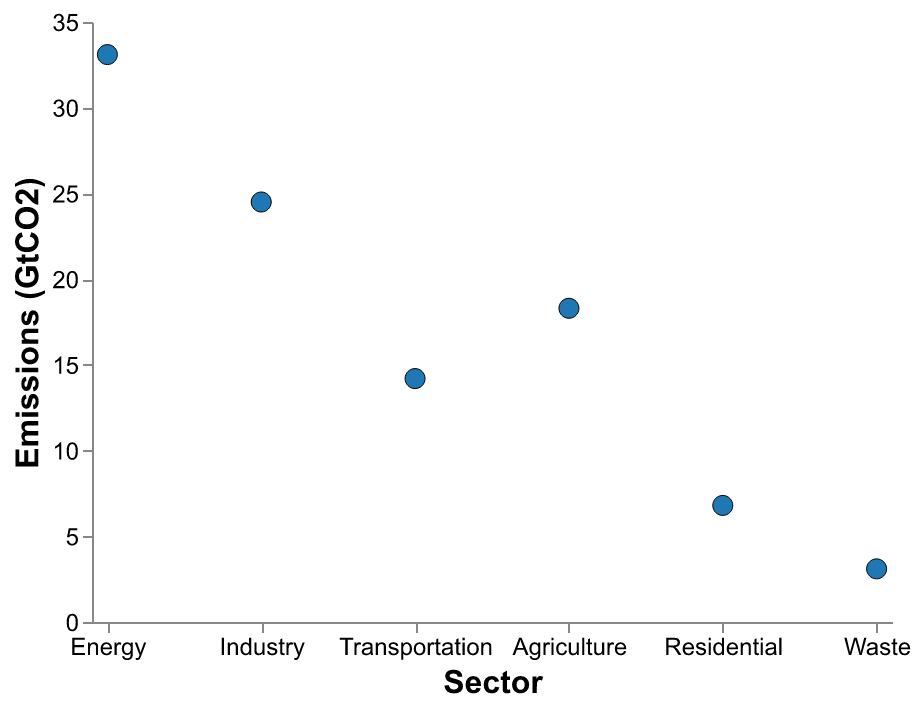 35
30
25
20
15
10
5
0
Emissions (GtCO2)
Energy Industry Transportation Agriculture Residential Waste
Sector